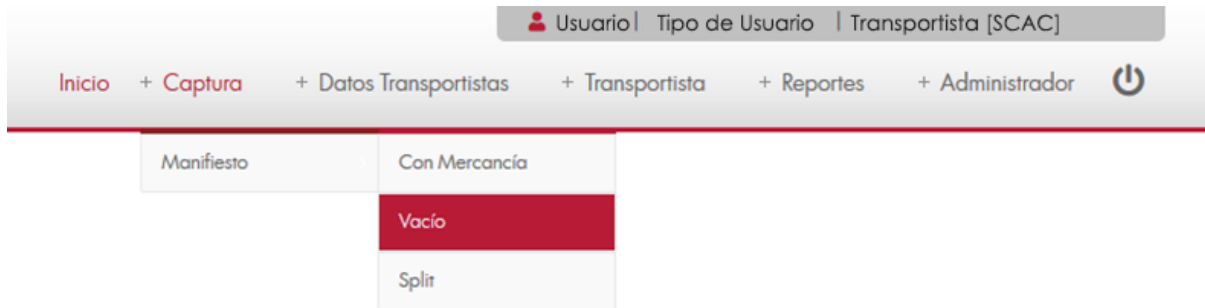 Usuario | Tipo de Usuario | Transportista [SCAC]
Inicio + Captura + Datos Transportistas + Transportista + Reportes + Administrador
Manifiesto Con Mercancía
Vacío
Split